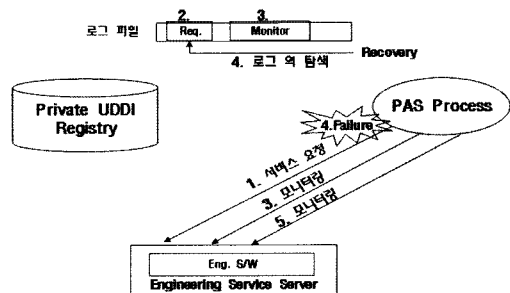 2. 3.
로그 파일 Req. Monitor
Recovery
4. 로그 의 탐색
Private UDDI
Registry
PAS Process
4.Failure
1. 서비스 요청
3. 모니터링
5. 모니터링
Eng. S/W
Engineering Service Server